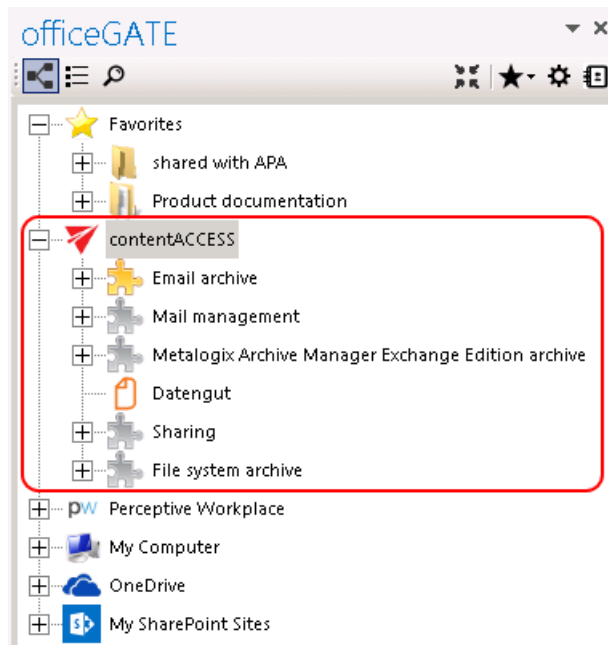 officeGATE
Favorites
shared with APA
Product documentation
contentACCESS
Email archive
Mail management
Metalogix Archive Manager Exchange Edition archive
Datengut
Sharing
File system archive
pw Perceptive Workplace
My Computer
OneDrive
S My SharePoint Sites